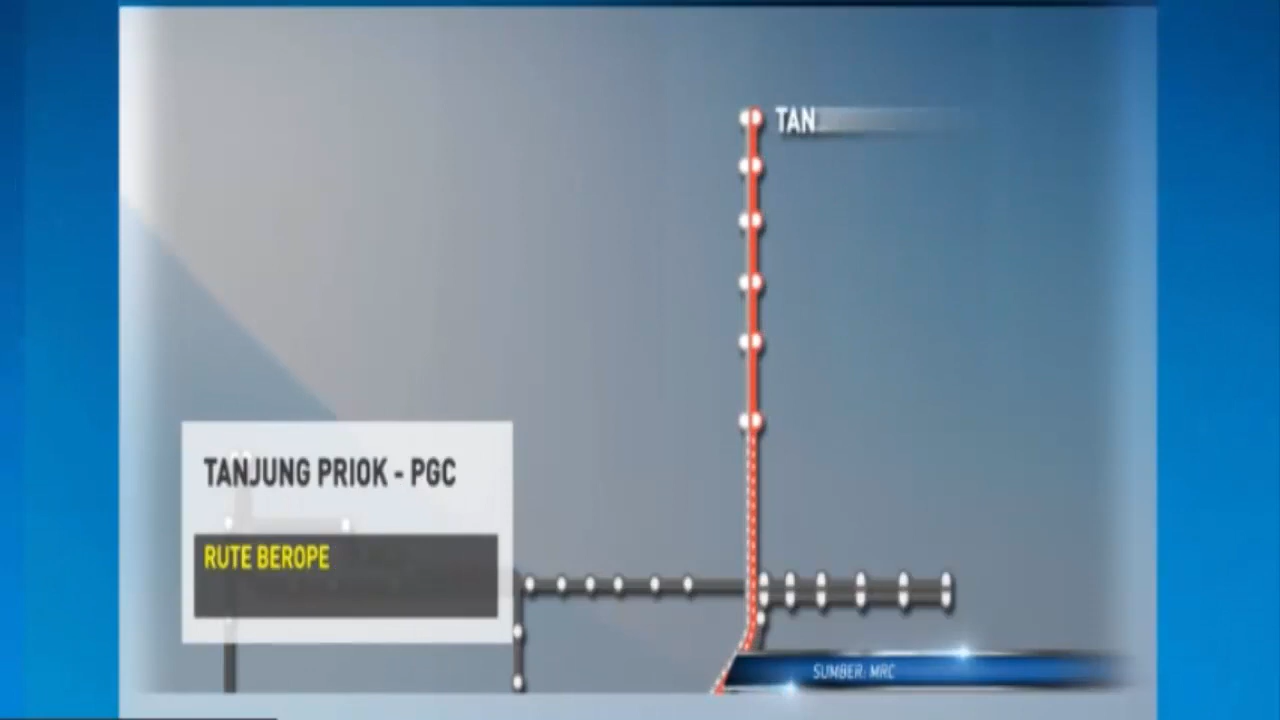 TAN
TANJUNG PRIOK - PGC
RUTE BEROPE
SUMBER: MRC